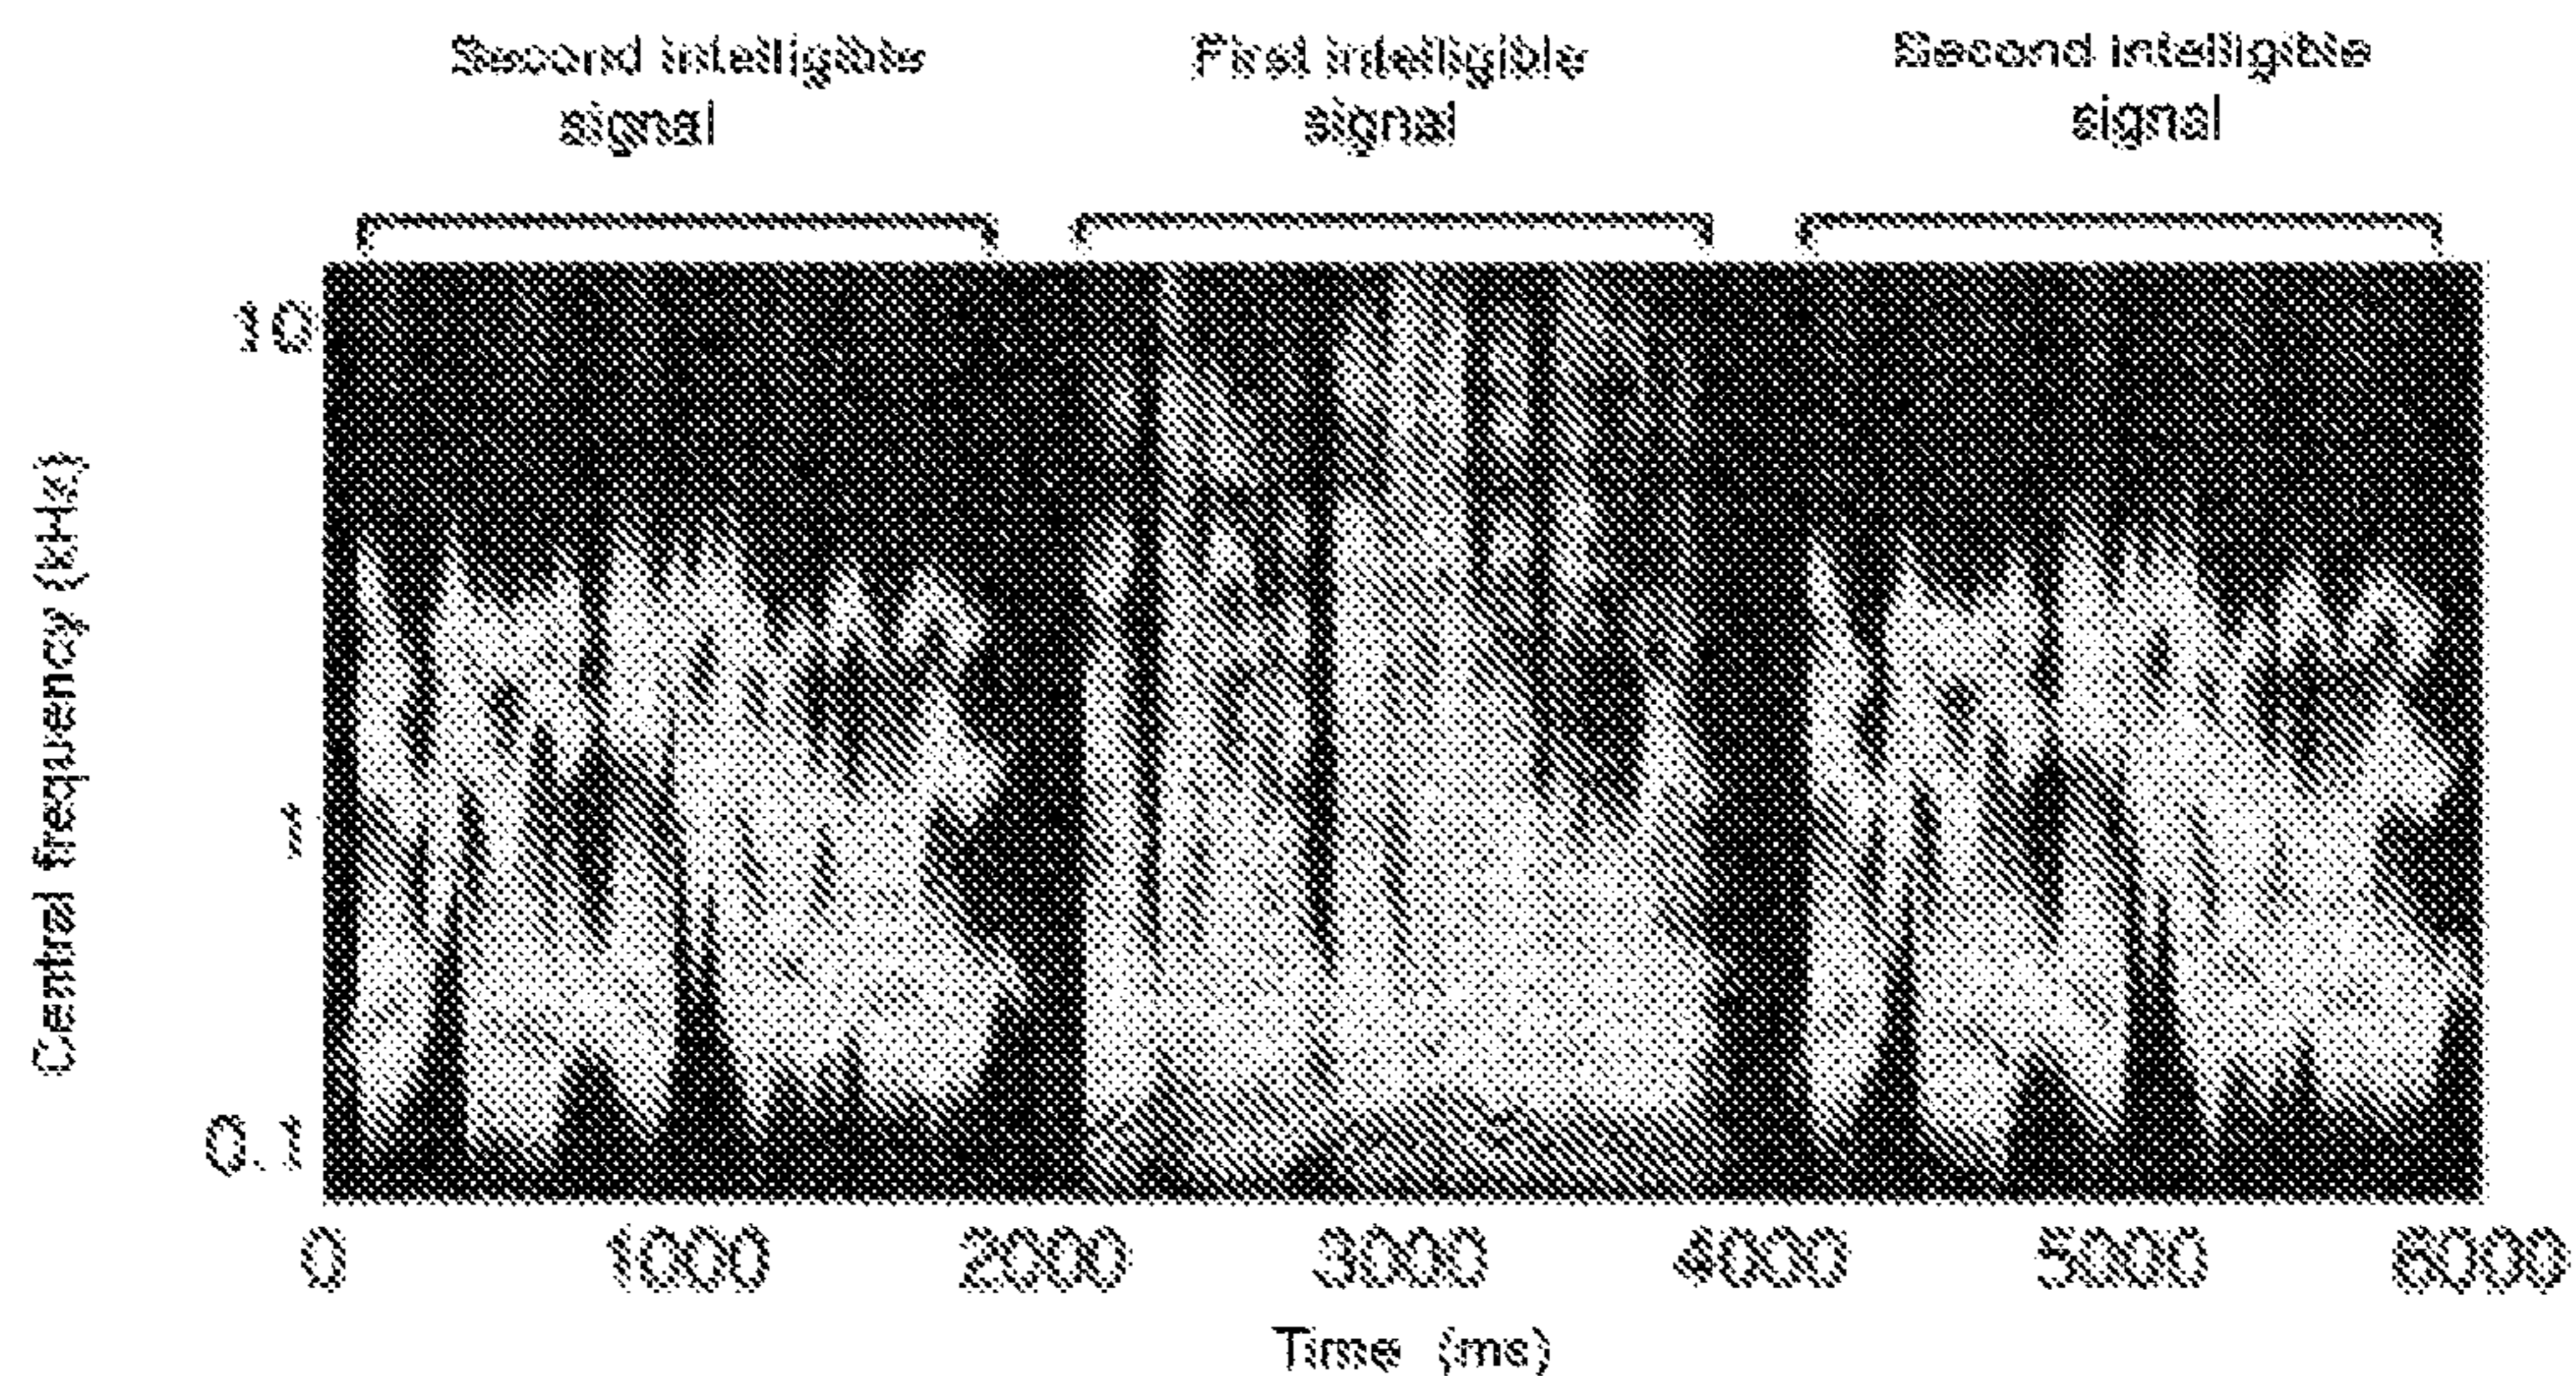 Second intelligible
signal
First intelligible
signal
Second intelligible
signal
Central frequency (kHz)
10
1
0.1
0 1000 2000 3000 4000 5000 6000
Time (ms)